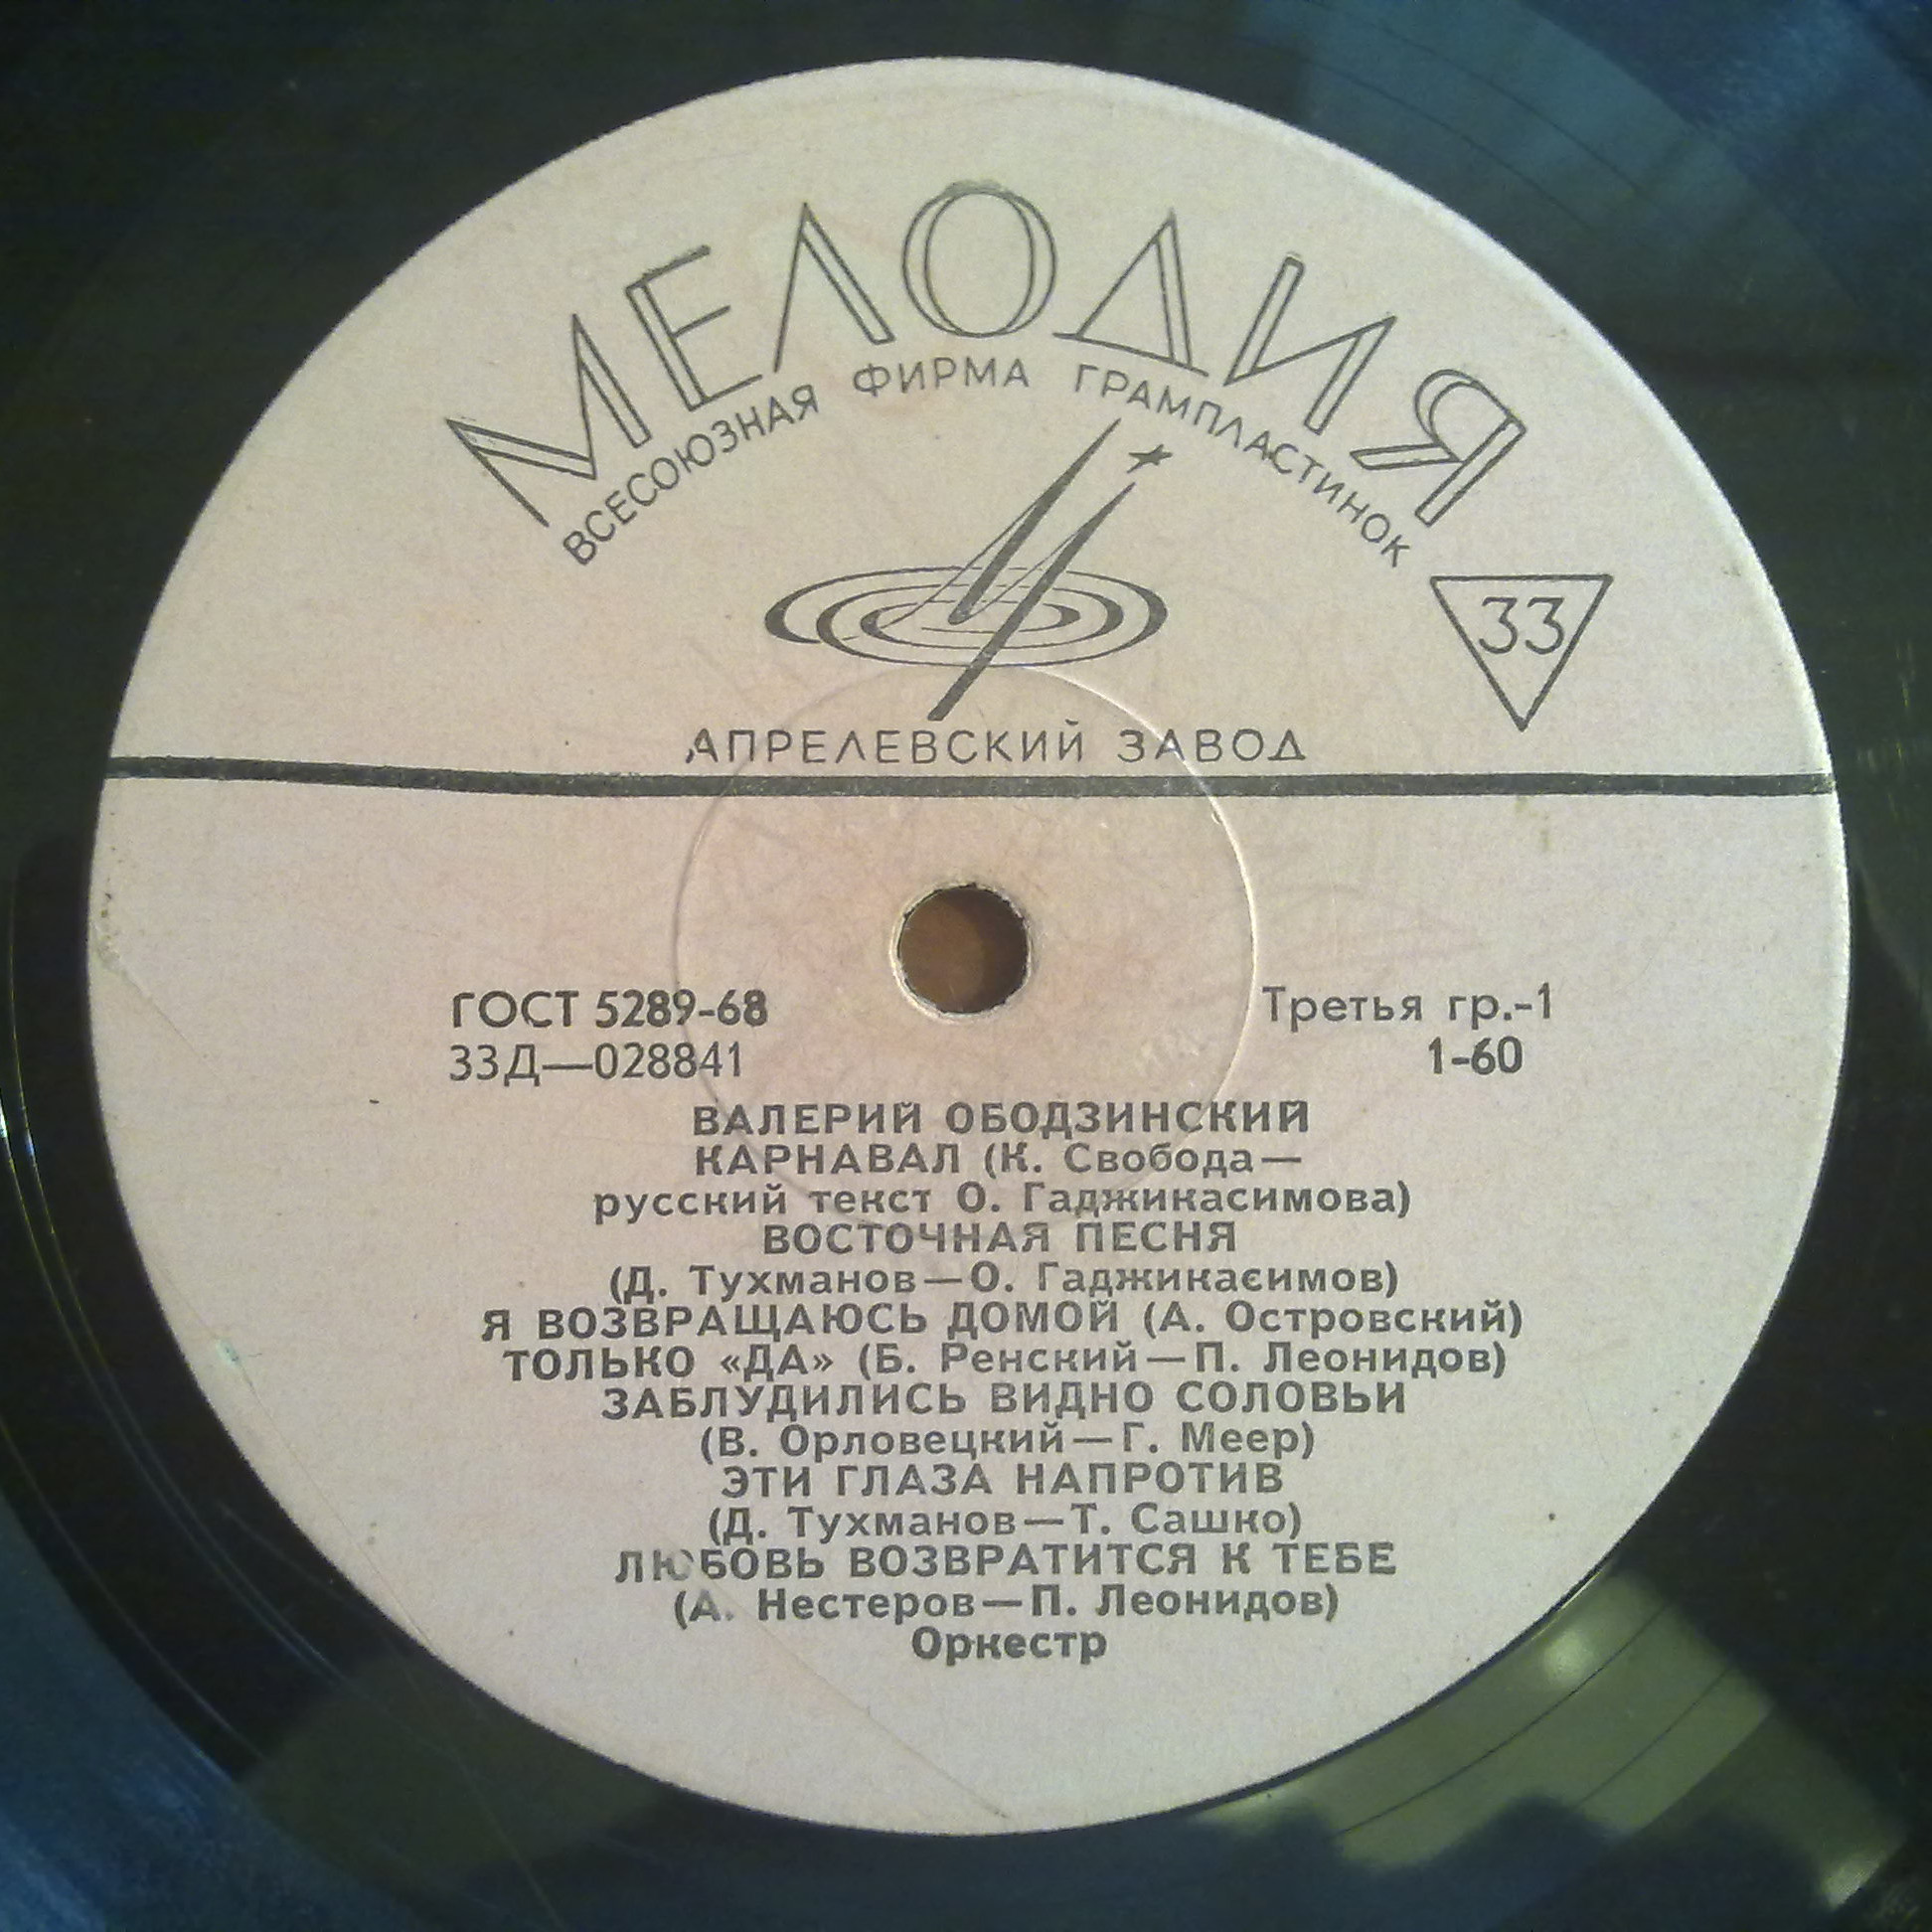 МЕЛОДИЯ
ВСЕСОЮЗНАЯ ФИРМА ГРАМПЛАСТИНОК
33
АПРЕЛЕВСКИЙ ЗАВОД
ГОСТ 5289-68
Третья гр.-1
33Д—028841
1-60
ВАЛЕРИЙ ОБОДЗИНСКИЙ
КАРНАВАЛ (К. Свобода—
русский текст О. Гаджикасимова)
ВОСТОЧНАЯ ПЕСНЯ
(Д. Тухманов—О. Гаджикасимов)
Я ВОЗВРАЩАЮСЬ ДОМОЙ (А. Островский)
ТОЛЬКО «ДА» (Б. Ренский—П. Леонидов)
ЗАБЛУДИЛИСЬ ВИДНО СОЛОВЬИ
(В. Орловецкий—Г. Меер)
ЭТИ ГЛАЗА НАПРОТИВ
(Д. Тухманов—Т. Сашко)
ЛЮБОВЬ ВОЗВРАТИТСЯ К ТЕБЕ
(А. Нестеров—П. Леонидов)
Оркестр